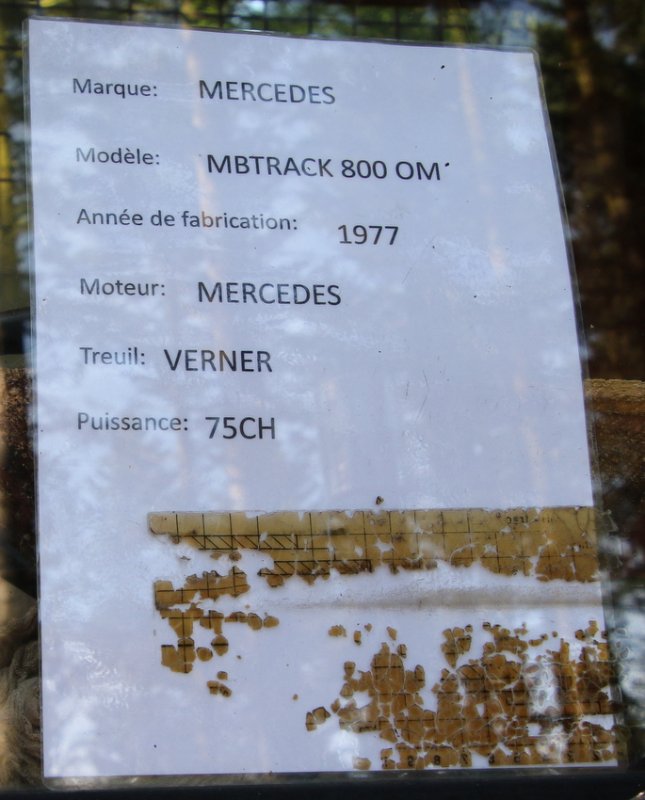 Marque: MERCEDES
Modèle: MBTRACK 800 OM
Année de fabrication: 1977
Moteur: MERCEDES
Treuil: VERNER
Puissance: 75CH